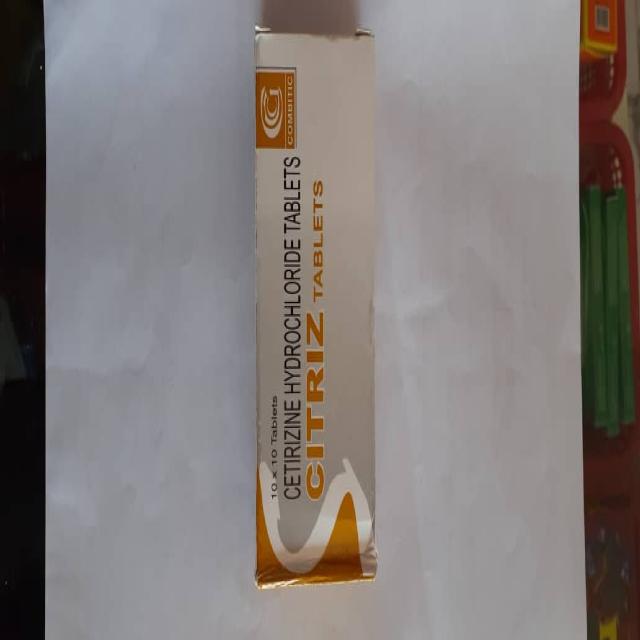 COMBITIC
10 x 10 Tablets
CETIRIZINE HYDROCHLORIDE TABLETS
CITRIZ TABLETS